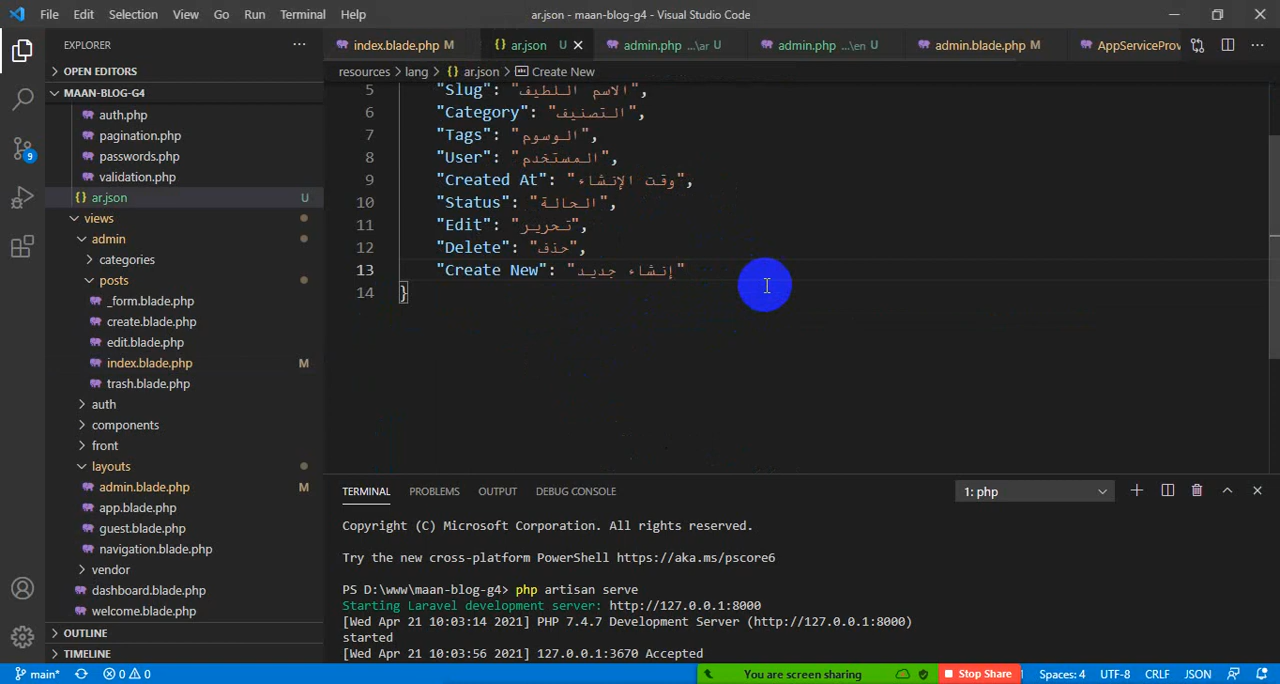 File Edit Selection View Go Run Terminal Help
ar.json - maan-blog-g4 - Visual Studio Code
EXPLORER
OPEN EDITORS
MAAN-BLOG-G4
auth.php
pagination.php
passwords.php
validation.php
ar.json U
views
admin
categories
posts
_form.blade.php
create.blade.php
edit.blade.php
index.blade.php M
trash.blade.php
auth
components
front
layouts
admin.blade.php M
app.blade.php
guest.blade.php
navigation.blade.php
vendor
dashboard.blade.php
welcome.blade.php
OUTLINE
TIMELINE
index.blade.php M
{} ar.json U
admin.php ...\ar U
admin.php ...\en U
admin.blade.php M
AppServiceProv
resources > lang > {} ar.json > Create New
5 "Slug": "الاسم اللطيف",
6 "Category": "التصنيف",
7 "Tags": "الوسوم",
8 "User": "المستخدم",
9 "Created At": "وقت الإنشاء",
10 "Status": "الحالة",
11 "Edit": "تحرير",
12 "Delete": "حذف",
13 "Create New": "إنشاء جديد"
14 }
TERMINAL PROBLEMS OUTPUT DEBUG CONSOLE
1: php
Copyright (C) Microsoft Corporation. All rights reserved.
Try the new cross-platform PowerShell https://aka.ms/pscore6
PS D:\www\maan-blog-g4> php artisan serve
Starting Laravel development server: http://127.0.0.1:8000
[Wed Apr 21 10:03:14 2021] PHP 7.4.7 Development Server (http://127.0.0.1:8000)
started
[Wed Apr 21 10:03:56 2021] 127.0.0.1:3670 Accepted
9
main* 0 0
You are screen sharing
Stop Share
Spaces: 4 UTF-8 CRLF JSON